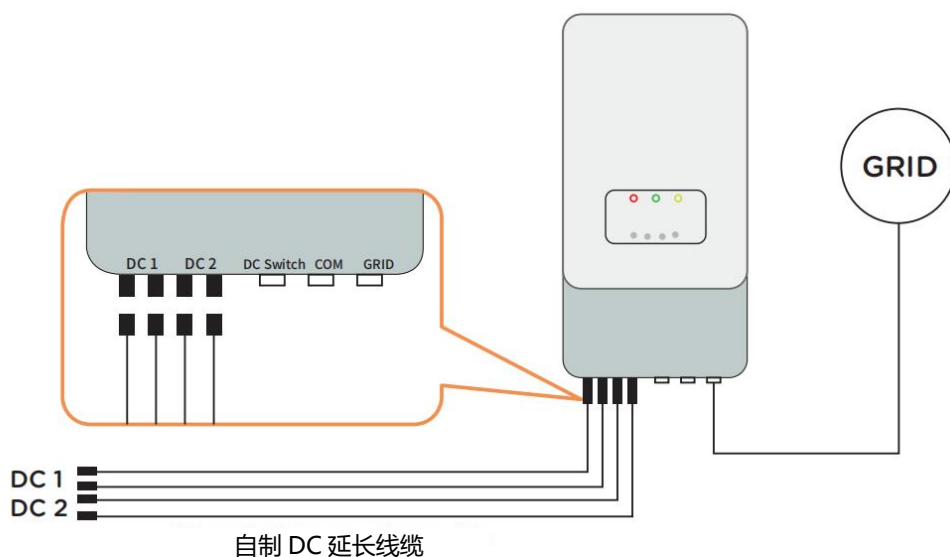 GRID
DC 1 DC 2 DC Switch COM GRID
DC 1
DC 2
自制 DC 延长线缆